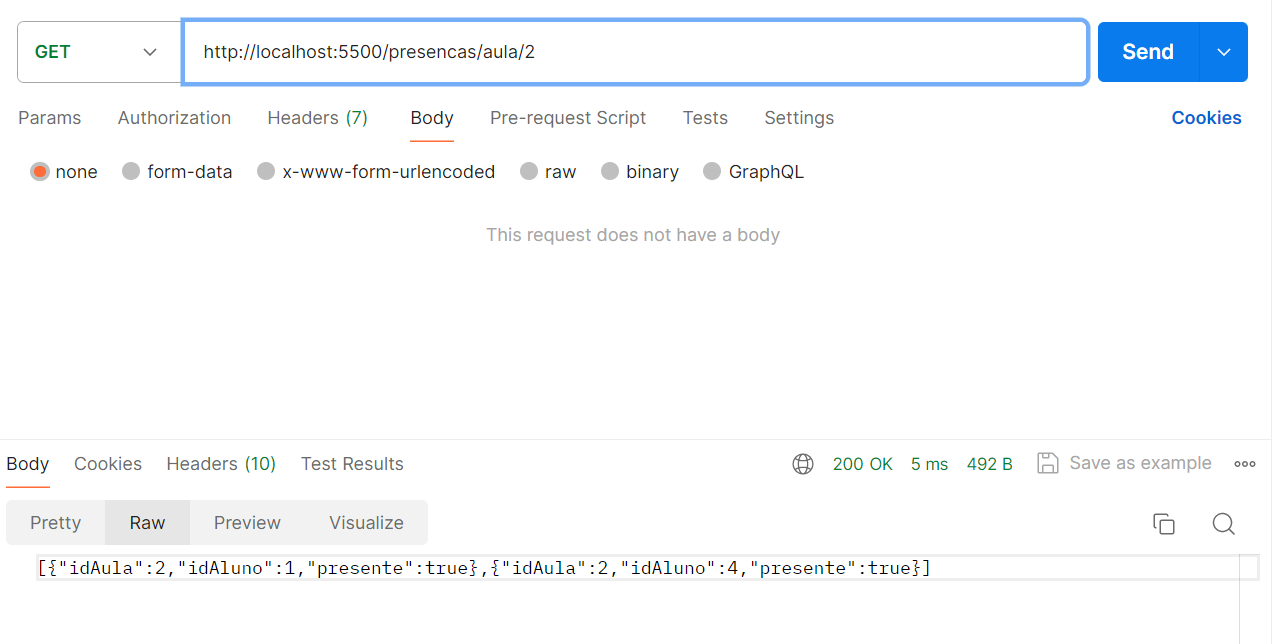 GET http://localhost:5500/presencas/aula/2 Send
Params Authorization Headers (7) Body Pre-request Script Tests Settings Cookies
none form-data x-www-form-urlencoded raw binary GraphQL
This request does not have a body
Body Cookies Headers (10) Test Results 200 OK 5 ms 492 B Save as example
Pretty Raw Preview Visualize
[{"idAula":2,"idAluno":1,"presente":true},{"idAula":2,"idAluno":4,"presente":true}]